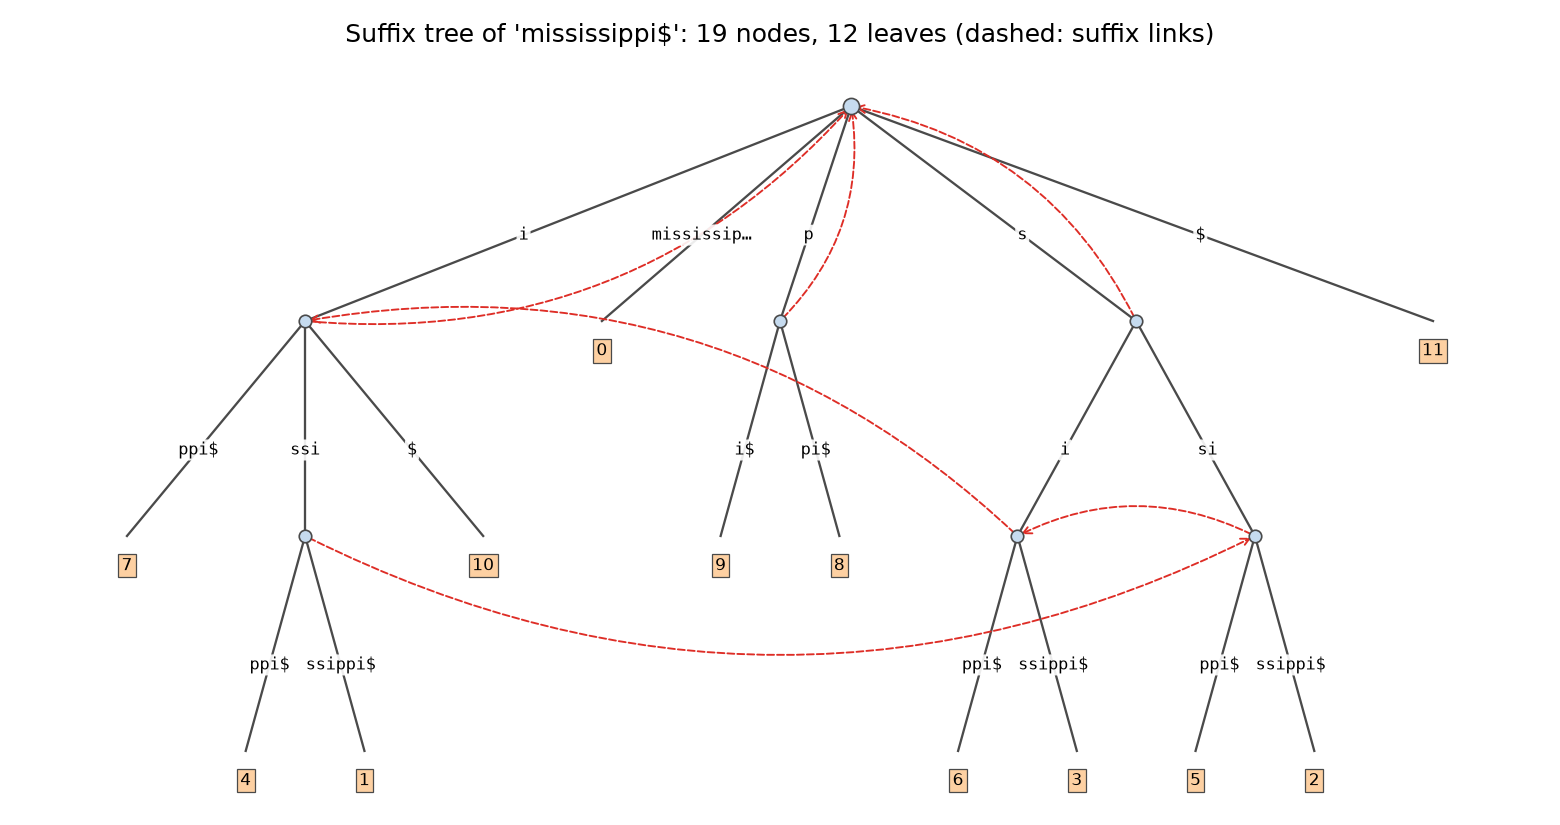 Suffix tree of 'mississippi$': 19 nodes, 12 leaves (dashed: suffix links)
i
mississip…
p
s
$
0
11
ppi$
ssi
$
i$
pi$
i
si
7
10
9
8
ppi$
ssippi$
ppi$
ssippi$
ppi$
ssippi$
4
1
6
3
5
2